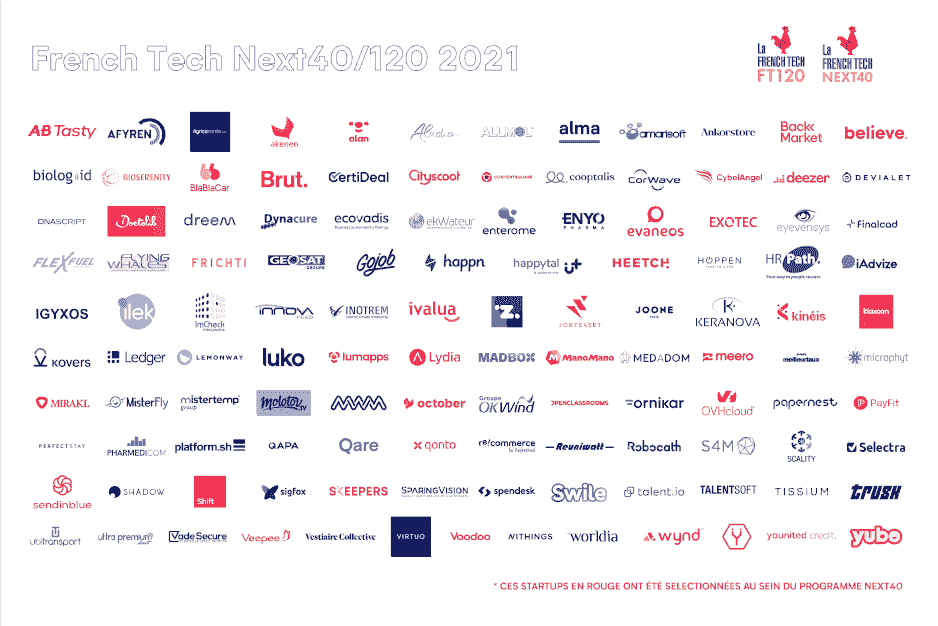 French Tech Next40/120 2021
La FRENCH TECH FT120
La FRENCH TECH NEXT40
AB Tasty AFYREN akeneo alan Aledia ALLMOL alma amarisoft Ankorstore Back Market believe.
biolog id BIOSERENITY BlaBlaCar Brut. CertiDeal Cityscoot CONTENTSQUARE cooptalis CorWave CybelAngel deezer DEVIALET
DNASCRIPT Doctolib dreem Dynacure ecovadis ekWateur enterome ENYO PHARMA evaneos EXOTEC eyevensys Finalcad
FLEXFUEL FLYING WHALES FRICHTI GEOSAT GROUPE Gojob happn happytal u+ HEETCH HOPPEN HR Path iAdvize
IGYXOS ilek ImCheck innovafeed INOTREM ivalua .Z. JOBTEASER JOONE KERANOVA kinéis Klaxoon
kovers Ledger LEMONWAY luko lumapps Lydia MADBOX ManoMano MEDADOM meero meilleurtaux microphyt
MIRAKL MisterFly mistertemp' group Molotov.TV october Groupe OKWind OPENCLASSROOMS ornikar OVHcloud papernest PayFit
PERFECTSTAY PHARMEDICOM platform.sh QAPA Qare qonto re/commerce Reuniwatt Robocath S4M SCALITY Selectra
sendinblue SHADOW Shift sigfox SKEEPERS SPARINGVISION spendesk Swile talent.io TALENTSOFT TISSIUM trusk
ubitransport ultra premium direct VadeSecure Veepee Vestiaire Collective VIRTUO Voodoo WITHINGS worldia wynd younited credit. yubo
* CES STARTUPS EN ROUGE ONT ÉTÉ SELECTIONNÉES AU SEIN DU PROGRAMME NEXT40